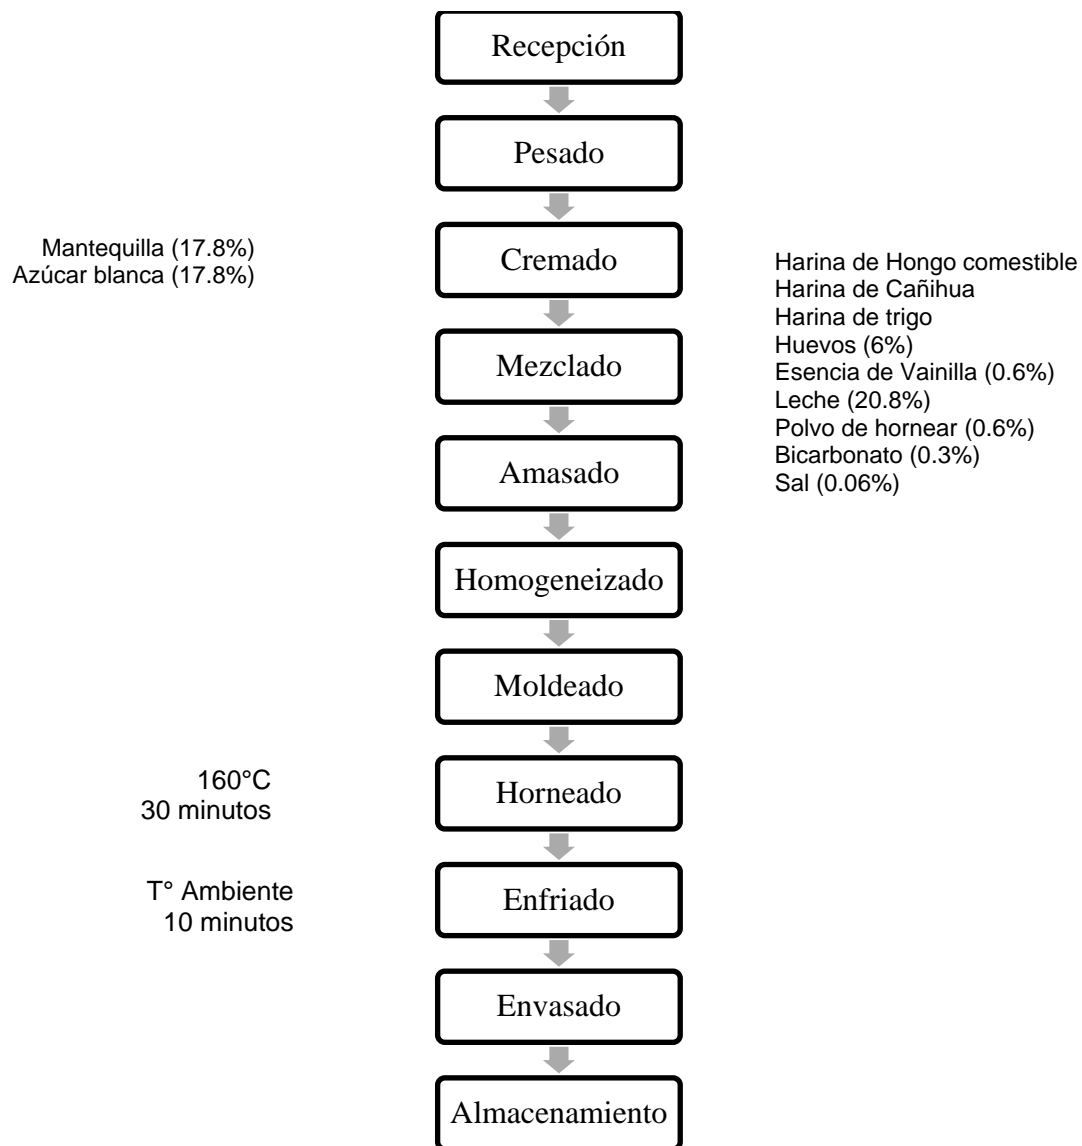 Recepción
Pesado
Mantequilla (17.8%)
Azúcar blanca (17.8%)
Cremado
Harina de Hongo comestible
Harina de Cañihua
Harina de trigo
Huevos (6%)
Esencia de Vainilla (0.6%)
Leche (20.8%)
Polvo de hornear (0.6%)
Bicarbonato (0.3%)
Sal (0.06%)
Mezclado
Amasado
Homogeneizado
Moldeado
160°C
30 minutos
Horneado
T° Ambiente
10 minutos
Enfriado
Envasado
Almacenamiento